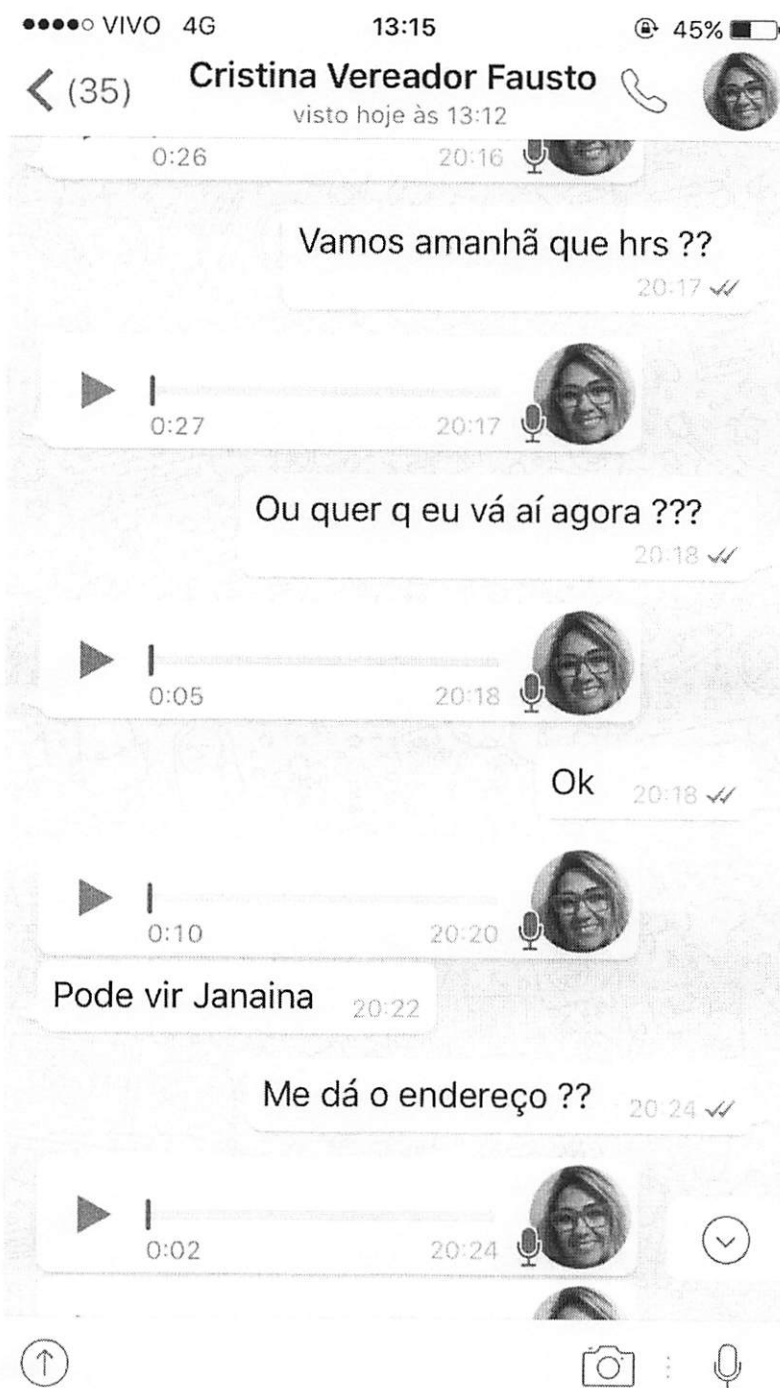 VIVO 4G 13:15 45%
(35) Cristina Vereador Fausto
visto hoje às 13:12
0:26 20:16
Vamos amanhã que hrs ??
20:17
0:27 20:17
Ou quer q eu vá aí agora ???
20:18
0:05 20:18
Ok 20:18
0:10 20:20
Pode vir Janaina 20:22
Me dá o endereço ?? 20:24
0:02 20:24